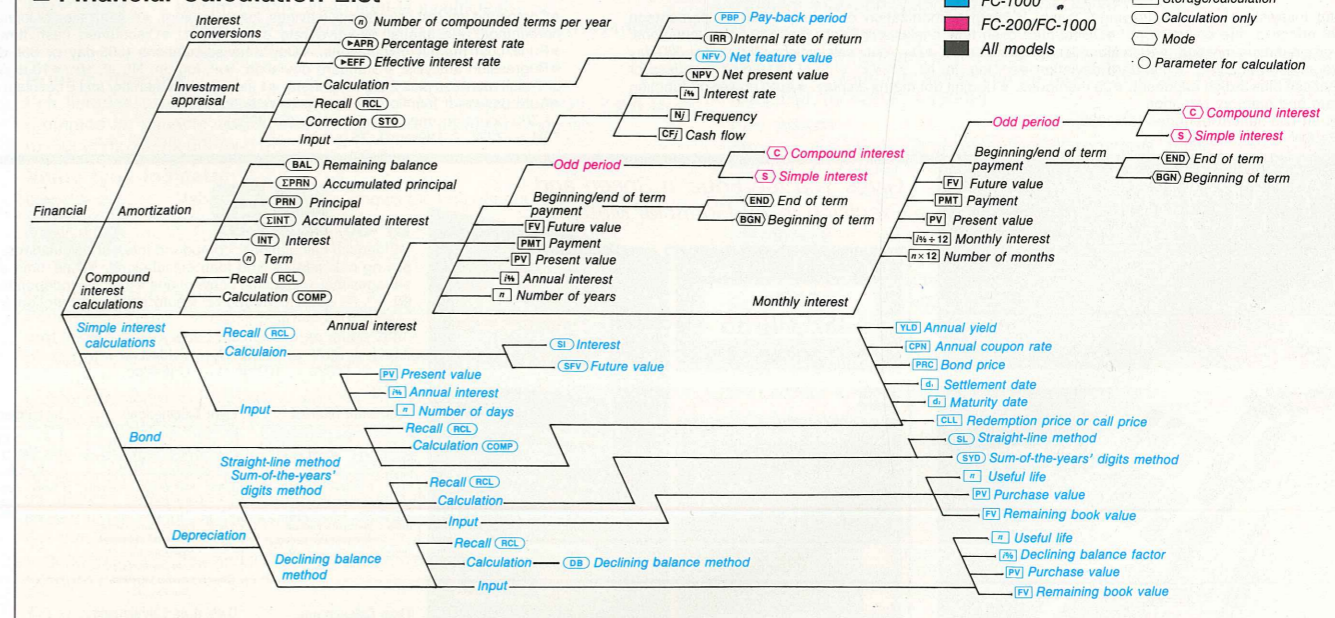 Financial Calculation List
FC-1000
FC-200/FC-1000
All models
Storage/calculation
Calculation only
Mode
Parameter for calculation
Financial
Interest
conversions
n Number of compounded terms per year
▶APR Percentage interest rate
▶EFF Effective interest rate
Investment
appraisal
Calculation
Recall RCL
Correction STO
Input
PBP Pay-back period
IRR Internal rate of return
NFV Net feature value
NPV Net present value
i% Interest rate
Nj Frequency
CFj Cash flow
Amortization
BAL Remaining balance
ΣPRN Accumulated principal
PRN Principal
ΣINT Accumulated interest
INT Interest
n Term
Compound
interest
calculations
Recall RCL
Calculation COMP
Annual interest
Odd period
C Compound interest
S Simple interest
Beginning/end of term
payment
END End of term
BGN Beginning of term
FV Future value
PMT Payment
PV Present value
i% Annual interest
n Number of years
Monthly interest
Odd period
C Compound interest
S Simple interest
Beginning/end of term
payment
END End of term
BGN Beginning of term
FV Future value
PMT Payment
PV Present value
i%÷12 Monthly interest
n×12 Number of months
Simple interest
calculations
Recall RCL
Calculaion
SI Interest
SFV Future value
Input
PV Present value
i% Annual interest
n Number of days
Bond
Recall RCL
Calculation COMP
YLD Annual yield
CPN Annual coupon rate
PRC Bond price
d₁ Settlement date
d₁ Maturity date
CLL Redemption price or call price
Depreciation
Straight-line method
Sum-of-the-years'
digits method
Recall RCL
Calculation
SL Straight-line method
SYD Sum-of-the-years' digits method
Input
n Useful life
PV Purchase value
FV Remaining book value
Declining balance
method
Recall RCL
Calculation DB Declining balance method
Input
n Useful life
i% Declining balance factor
PV Purchase value
FV Remaining book value